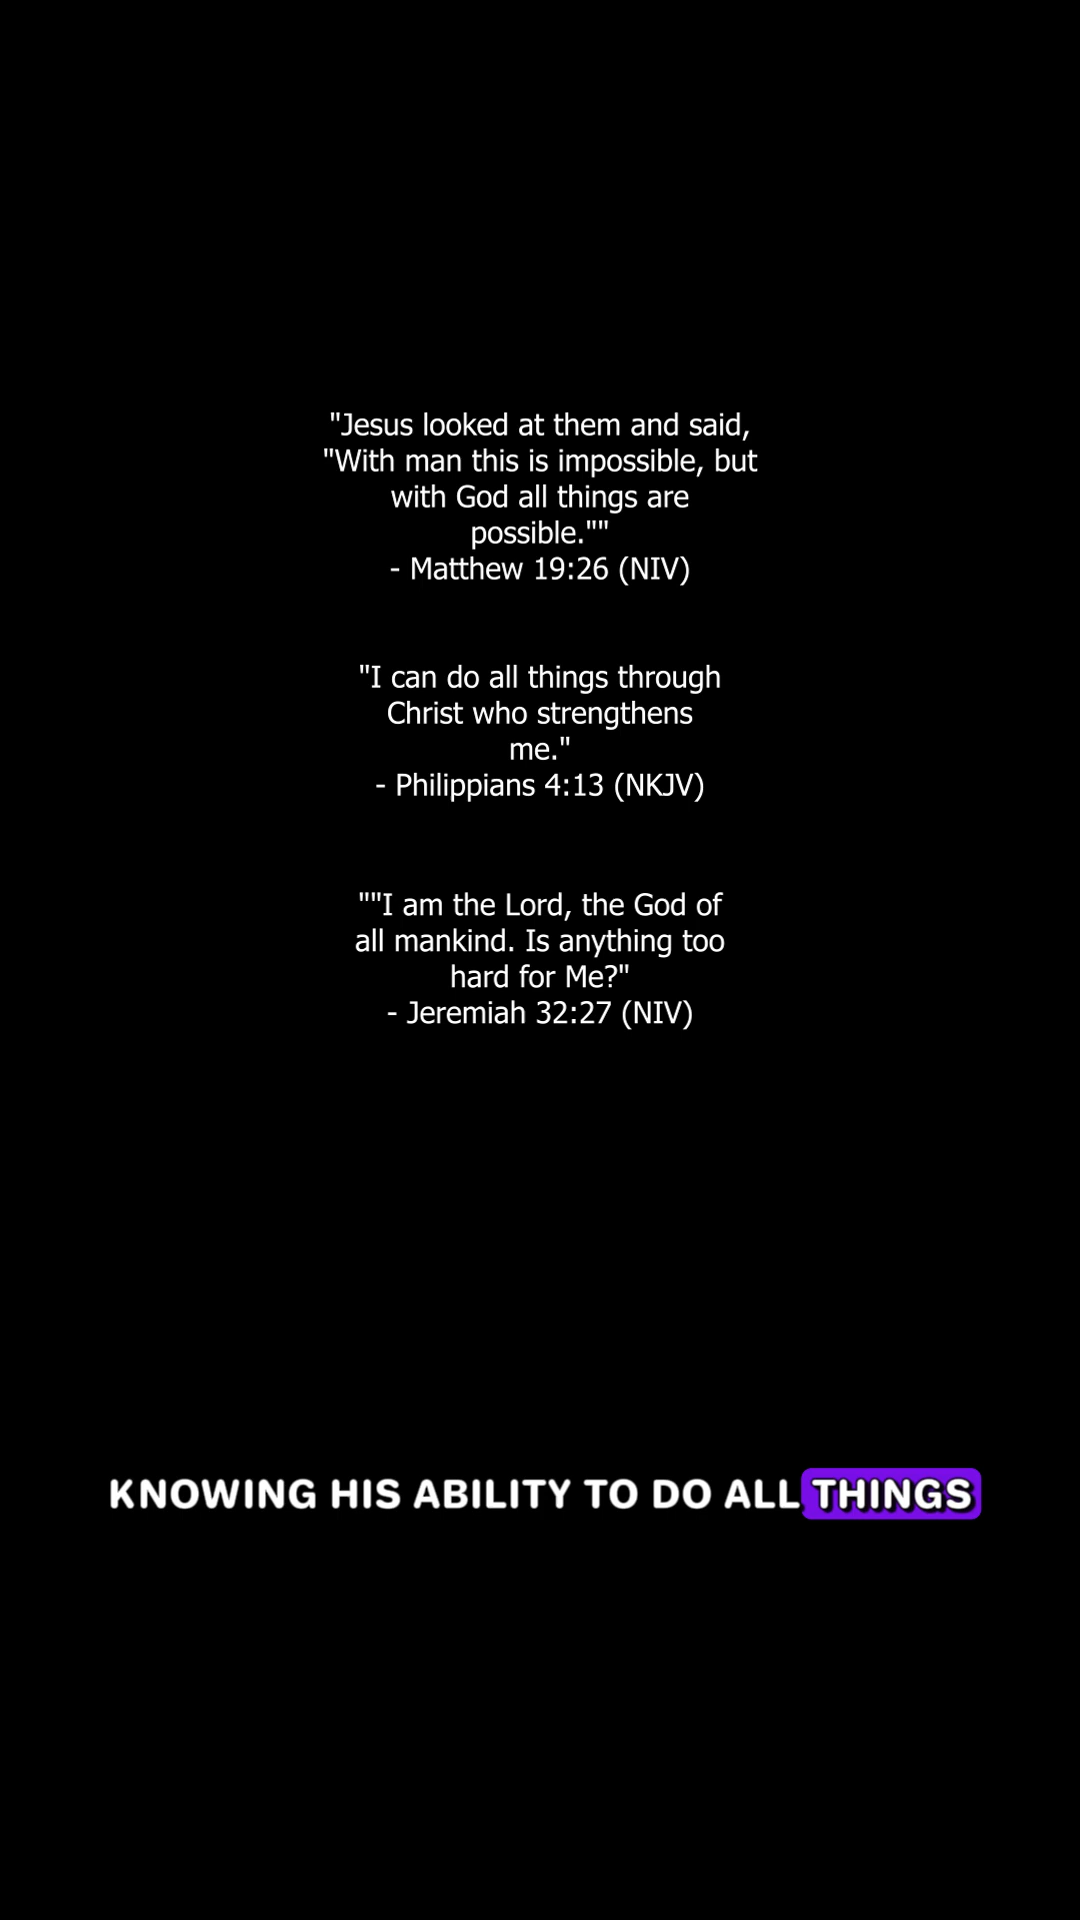 "Jesus looked at them and said,
"With man this is impossible, but
with God all things are
possible.""
- Matthew 19:26 (NIV)
"I can do all things through
Christ who strengthens
me."
- Philippians 4:13 (NKJV)
""I am the Lord, the God of
all mankind. Is anything too
hard for Me?"
- Jeremiah 32:27 (NIV)
KNOWING HIS ABILITY TO DO ALL THINGS